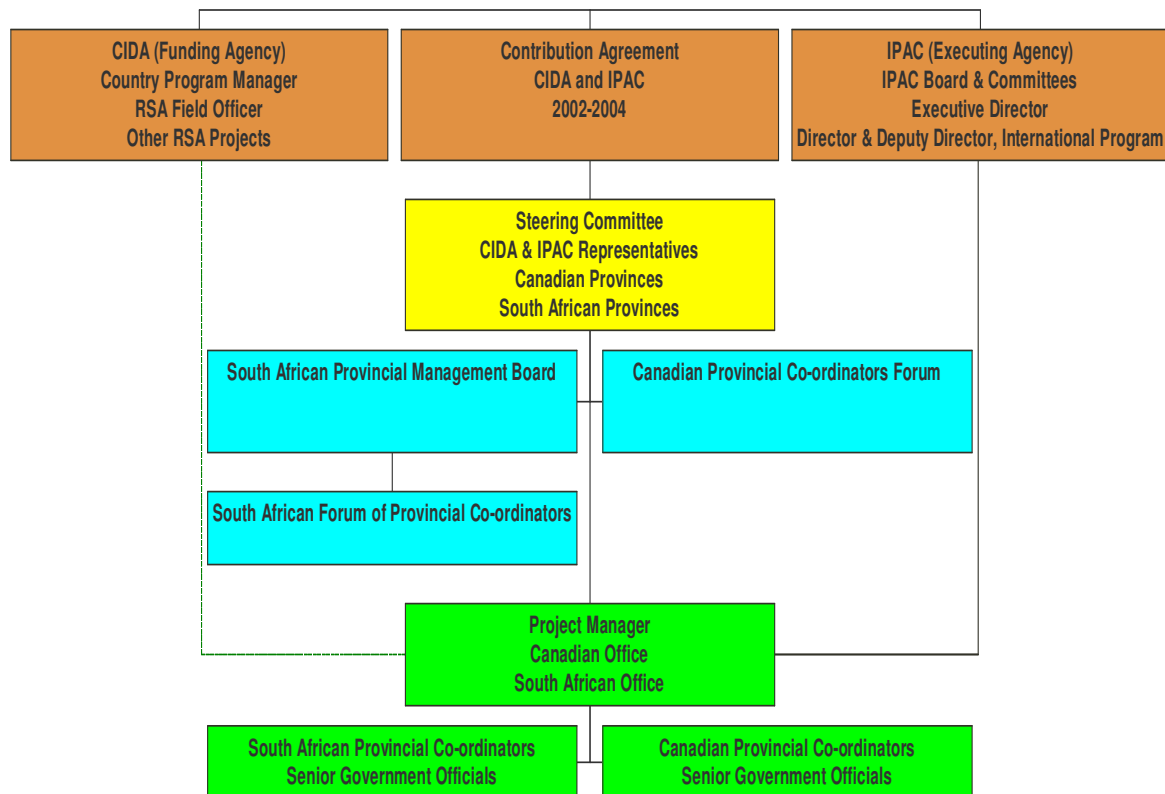 CIDA (Funding Agency)
Country Program Manager
RSA Field Officer
Other RSA Projects
Contribution Agreement
CIDA and IPAC
2002-2004
IPAC (Executing Agency)
IPAC Board & Committees
Executive Director
Director & Deputy Director, International Program
Steering Committee
CIDA & IPAC Representatives
Canadian Provinces
South African Provinces
South African Provincial Management Board
Canadian Provincial Co-ordinators Forum
South African Forum of Provincial Co-ordinators
Project Manager
Canadian Office
South African Office
South African Provincial Co-ordinators
Senior Government Officials
Canadian Provincial Co-ordinators
Senior Government Officials